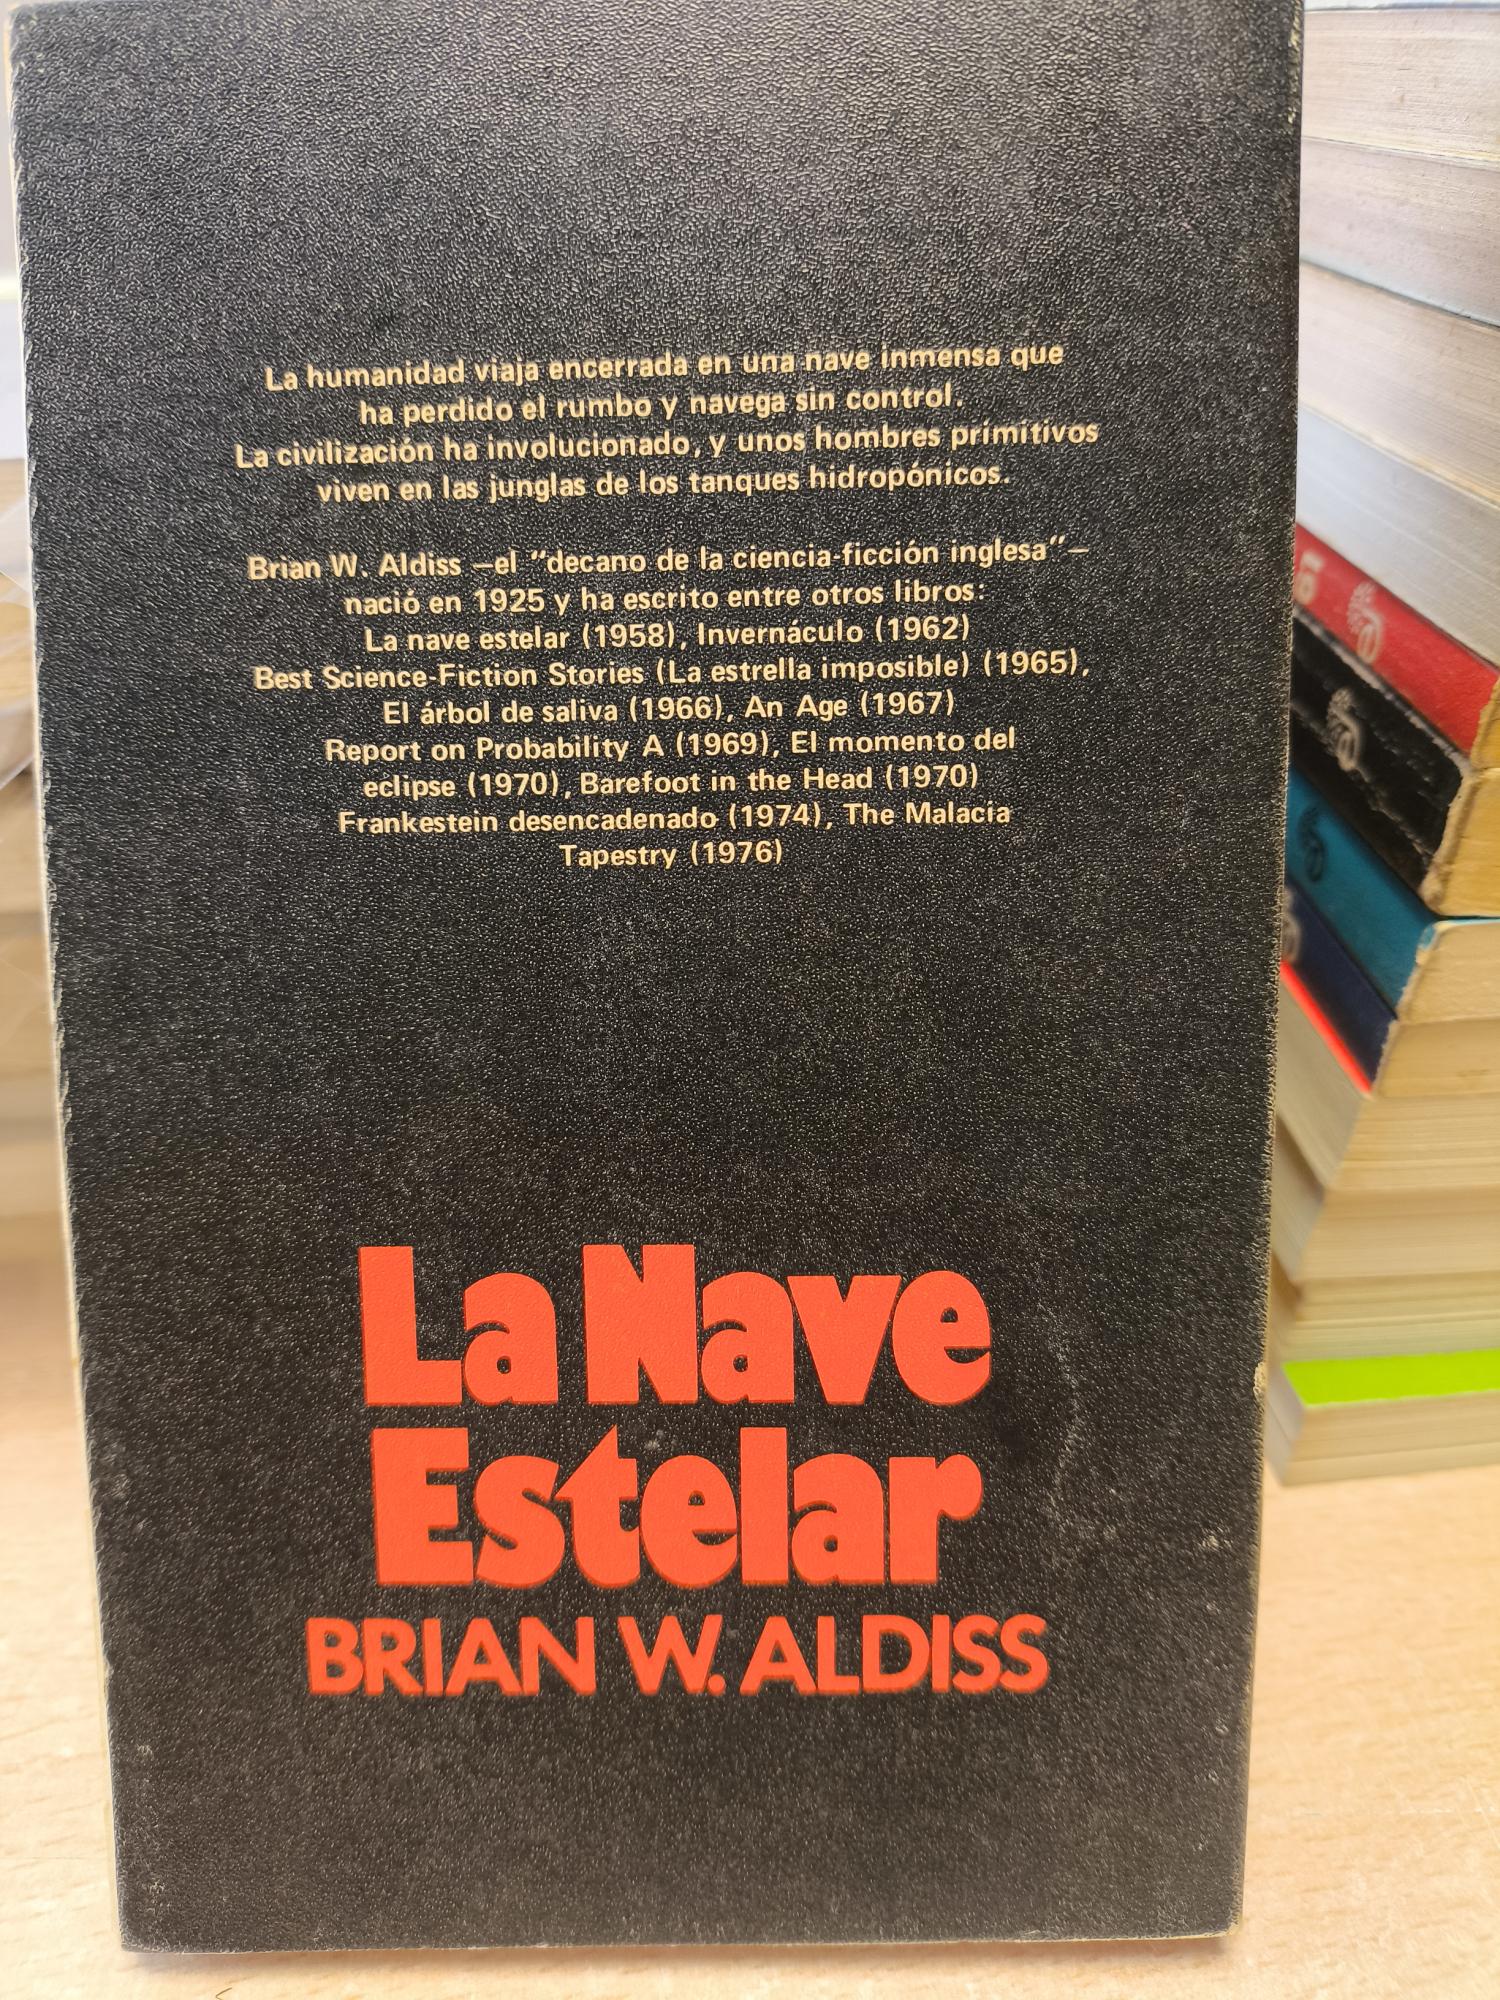 La humanidad viaja encerrada en una nave inmensa que
ha perdido el rumbo y navega sin control.
La civilización ha involucionado, y unos hombres primitivos
viven en las junglas de los tanques hidropónicos.
Brian W. Aldiss —el “decano de la ciencia-ficción inglesa”—
nació en 1925 y ha escrito entre otros libros:
La nave estelar (1958), Invernáculo (1962)
Best Science-Fiction Stories (La estrella imposible) (1965),
El árbol de saliva (1966), An Age (1967)
Report on Probability A (1969), El momento del
eclipse (1970), Barefoot in the Head (1970)
Frankestein desencadenado (1974), The Malacia
Tapestry (1976)
La Nave
Estelar
BRIAN W. ALDISS